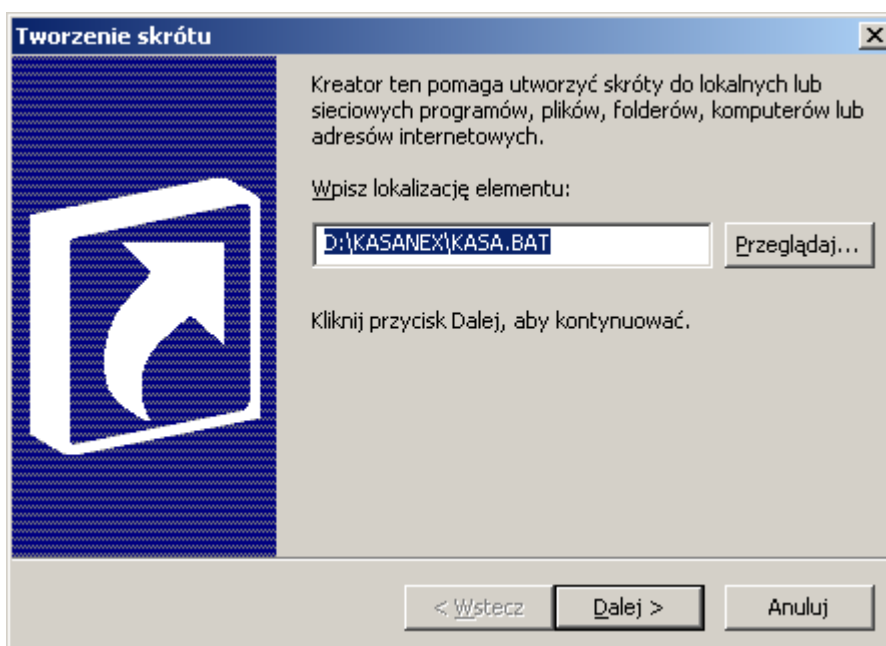 Tworzenie skrótu
Kreator ten pomaga utworzyć skróty do lokalnych lub
sieciowych programów, plików, folderów, komputerów lub
adresów internetowych.
Wpisz lokalizację elementu:
D:\KASANEX\KASA.BAT
Przeglądaj...
Kliknij przycisk Dalej, aby kontynuować.
< Wstecz
Dalej >
Anuluj